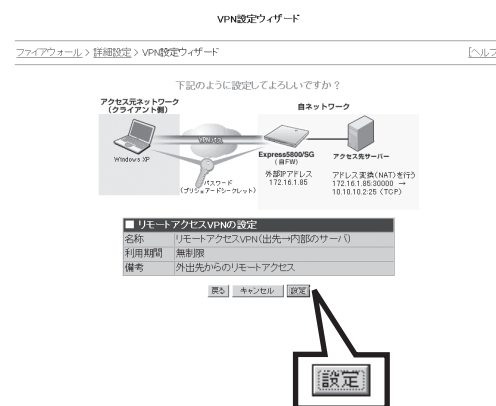 VPN設定ウィザード
ファイアウォール > 詳細設定 > VPN設定ウィザード
[ヘルプ
下記のように設定してよろしいですか？
アクセス元ネットワーク
(クライアント側)
自ネットワーク
Windows XP
パスワード
(プリシェアードシークレット)
Express5800/SG
(自FW)
外部IPアドレス
172.16.1.85
アクセス先サーバー
アドレス変換(NAT)を行う
172.16.1.85:30000 →
10.10.10.2:25 (TCP)
■ リモートアクセスVPNの設定
名称 リモートアクセスVPN(出先→内部のサーバ)
利用期間 無制限
備考 外出先からのリモートアクセス
戻る キャンセル 設定
設定